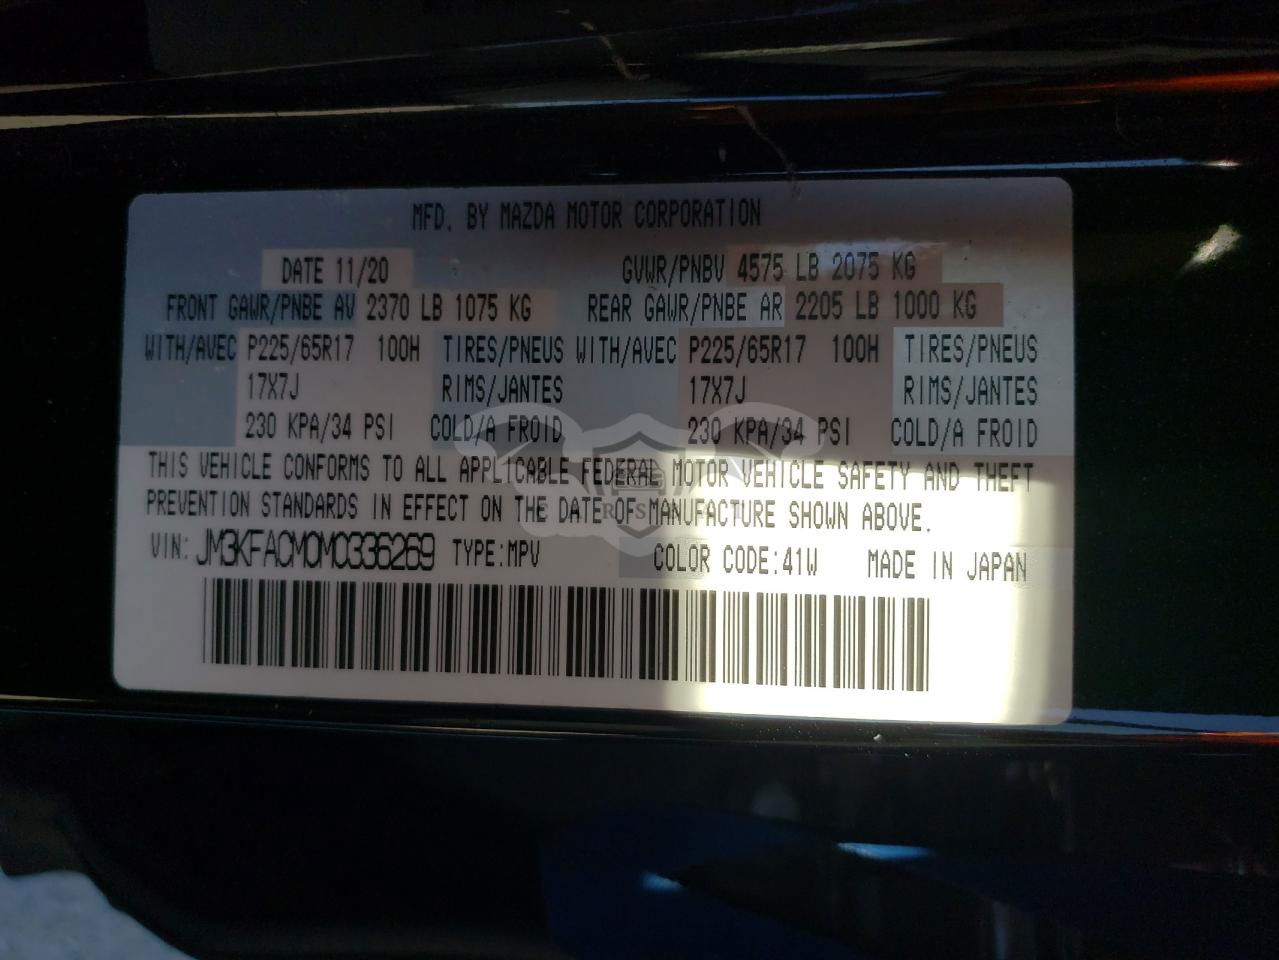 MFD. BY MAZDA MOTOR CORPORATION
DATE 11/20 GVWR/PNBV 4575 LB 2075 KG
FRONT GAWR/PNBE AV 2370 LB 1075 KG REAR GAWR/PNBE AR 2205 LB 1000 KG
WITH/AVEC P225/65R17 100H TIRES/PNEUS WITH/AVEC P225/65R17 100H TIRES/PNEUS
17X7J RIMS/JANTES 17X7J RIMS/JANTES
230 KPA/34 PSI COLD/A FROID 230 KPA/34 PSI COLD/A FROID
THIS VEHICLE CONFORMS TO ALL APPLICABLE FEDERAL MOTOR VEHICLE SAFETY AND THEFT
PREVENTION STANDARDS IN EFFECT ON THE DATE OF MANUFACTURE SHOWN ABOVE.
VIN: JM3KFACM0M0336269 TYPE:MPV COLOR CODE:41W MADE IN JAPAN